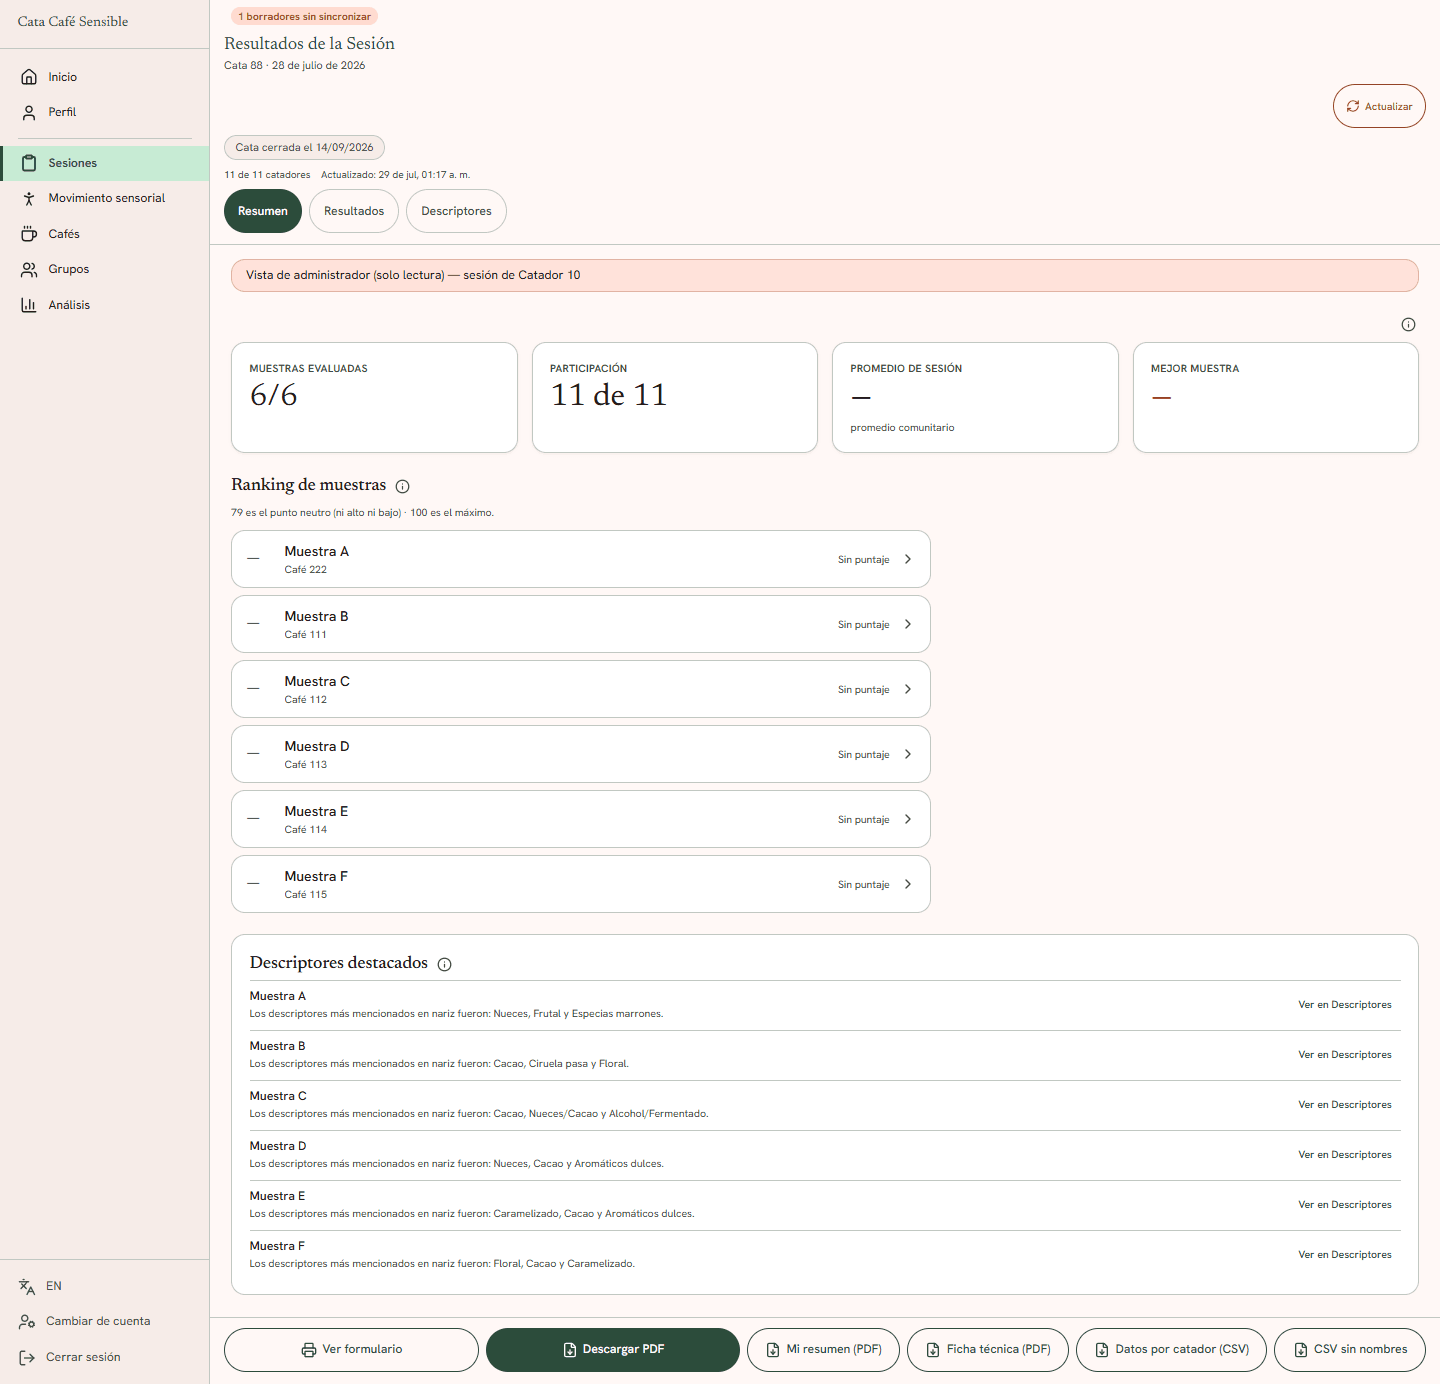 Cata Café Sensible
Inicio
Perfil
Sesiones
Movimiento sensorial
Cafés
Grupos
Análisis
EN
Cambiar de cuenta
Cerrar sesión
1 borradores sin sincronizar
Resultados de la Sesión
Cata 88 · 28 de julio de 2026
Actualizar
Cata cerrada el 14/09/2026
11 de 11 catadores Actualizado: 29 de jul, 01:17 a. m.
Resumen Resultados Descriptores
Vista de administrador (solo lectura) — sesión de Catador 10
MUESTRAS EVALUADAS
6/6
PARTICIPACIÓN
11 de 11
PROMEDIO DE SESIÓN
—
promedio comunitario
MEJOR MUESTRA
—
Ranking de muestras
79 es el punto neutro (ni alto ni bajo) · 100 es el máximo.
— Muestra A Sin puntaje
Café 222
— Muestra B Sin puntaje
Café 111
— Muestra C Sin puntaje
Café 112
— Muestra D Sin puntaje
Café 113
— Muestra E Sin puntaje
Café 114
— Muestra F Sin puntaje
Café 115
Descriptores destacados
Muestra A
Los descriptores más mencionados en nariz fueron: Nueces, Frutal y Especias marrones.
Ver en Descriptores
Muestra B
Los descriptores más mencionados en nariz fueron: Cacao, Ciruela pasa y Floral.
Ver en Descriptores
Muestra C
Los descriptores más mencionados en nariz fueron: Cacao, Nueces/Cacao y Alcohol/Fermentado.
Ver en Descriptores
Muestra D
Los descriptores más mencionados en nariz fueron: Nueces, Cacao y Aromáticos dulces.
Ver en Descriptores
Muestra E
Los descriptores más mencionados en nariz fueron: Caramelizado, Cacao y Aromáticos dulces.
Ver en Descriptores
Muestra F
Los descriptores más mencionados en nariz fueron: Floral, Cacao y Caramelizado.
Ver en Descriptores
Ver formulario Descargar PDF Mi resumen (PDF) Ficha técnica (PDF) Datos por catador (CSV) CSV sin nombres